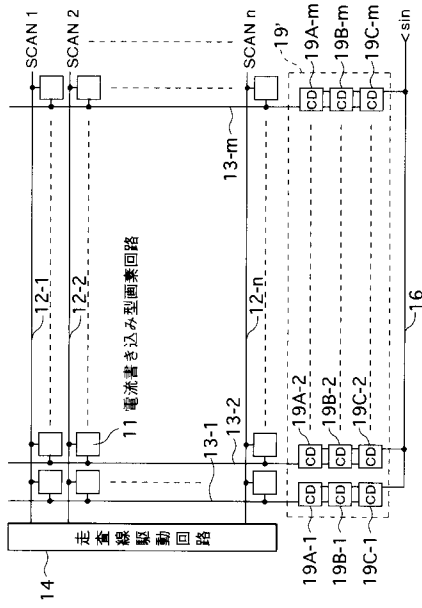 SCAN 1
SCAN 2
SCAN n
12-1
12-2
12-n
13-m
13-1
13-2
11 電流書き込み型画素回路
14
走査線駆動回路
19'
19A-1
19B-1
19C-1
19A-2
19B-2
19C-2
19A-m
19B-m
19C-m
CD
CD
CD
CD
CD
CD
CD
CD
CD
16
sin